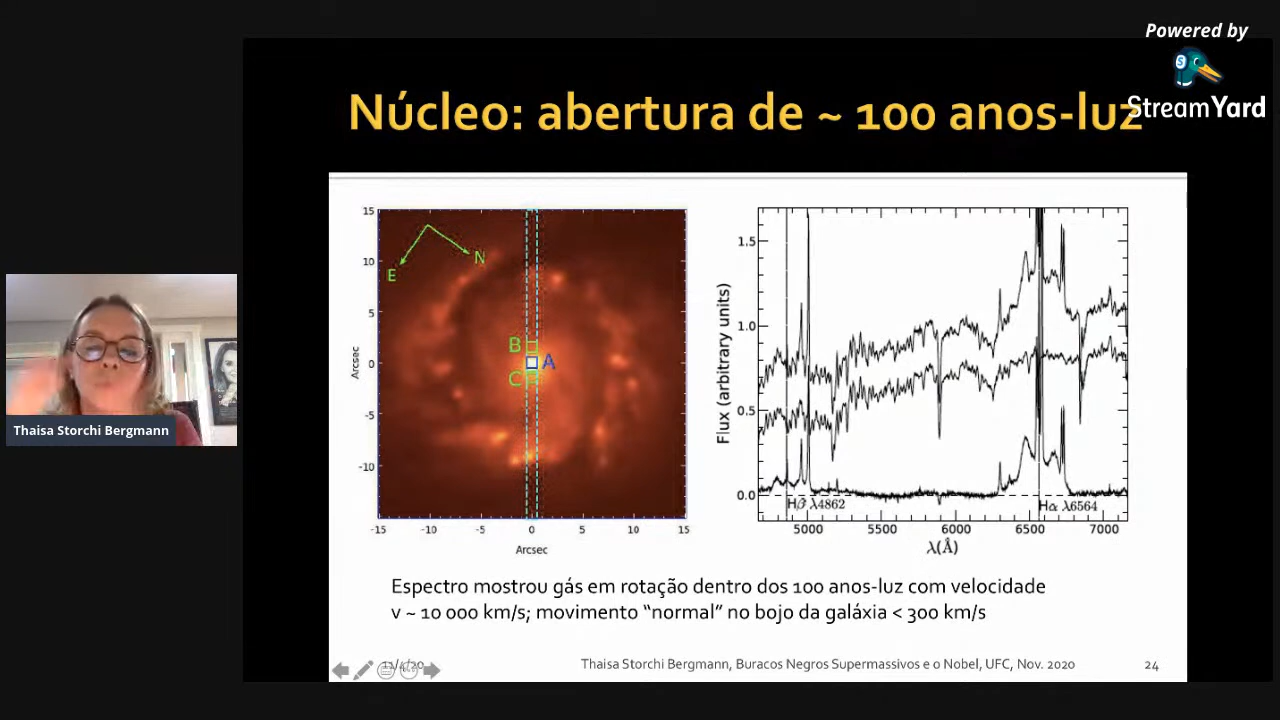 Powered by
StreamYard
Núcleo: abertura de ~ 100 anos-luz
15
10
5
0
-5
-10
-15
-10
-5
0
5
10
15
Arcsec
Arcsec
E
N
B
A
C
1.5
1.0
0.5
0.0
Flux (arbitrary units)
Hβ λ4862
Hα λ6564
5000
5500
6000
6500
7000
λ(Å)
Thaisa Storchi Bergmann
Espectro mostrou gás em rotação dentro dos 100 anos-luz com velocidade
v ~ 10 000 km/s; movimento “normal” no bojo da galáxia < 300 km/s
Thaisa Storchi Bergmann, Buracos Negros Supermassivos e o Nobel, UFC, Nov. 2020
24